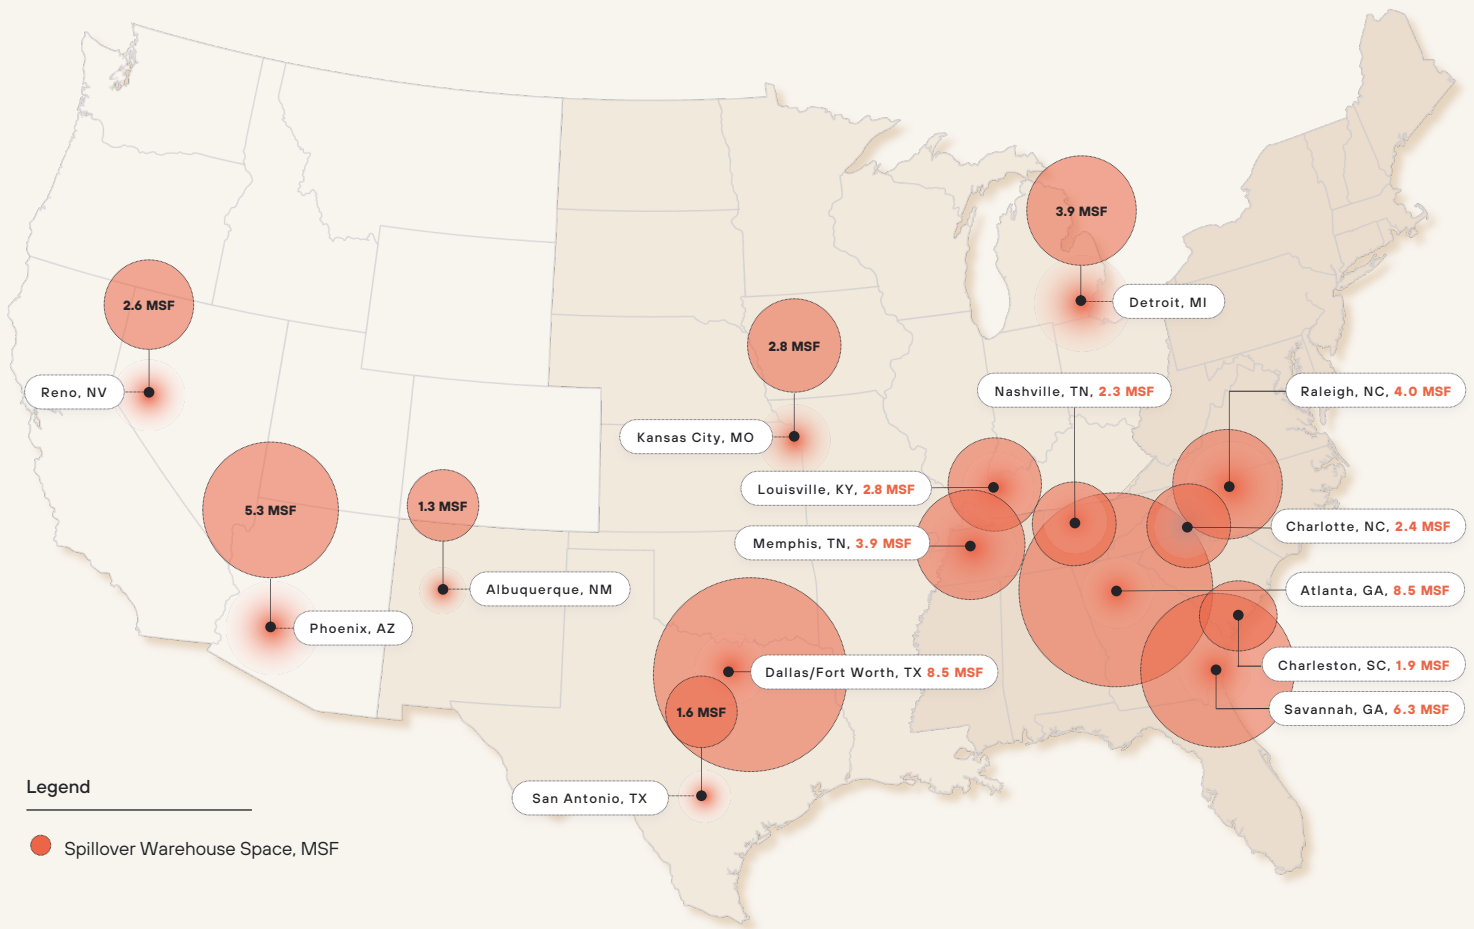 3.9 MSF
Detroit, MI
2.6 MSF
Reno, NV
2.8 MSF
Kansas City, MO
Nashville, TN, 2.3 MSF
Raleigh, NC, 4.0 MSF
5.3 MSF
Phoenix, AZ
1.3 MSF
Albuquerque, NM
Louisville, KY, 2.8 MSF
Memphis, TN, 3.9 MSF
Charlotte, NC, 2.4 MSF
Atlanta, GA, 8.5 MSF
Charleston, SC, 1.9 MSF
Savannah, GA, 6.3 MSF
Dallas/Fort Worth, TX 8.5 MSF
1.6 MSF
San Antonio, TX
Legend
Spillover Warehouse Space, MSF